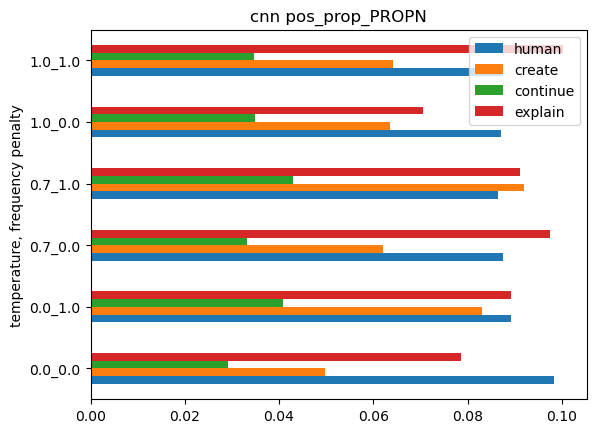 cnn pos_prop_PROPN
human
create
continue
explain
temperature, frequency penalty
1.0_1.0
1.0_0.0
0.7_1.0
0.7_0.0
0.0_1.0
0.0_0.0
0.00 0.02 0.04 0.06 0.08 0.10